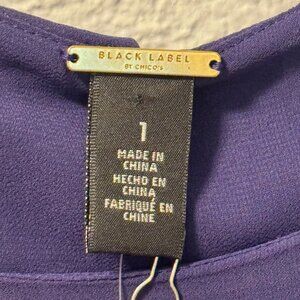 BLACK LABEL
BY CHICO'S
1
MADE IN
CHINA
HECHO EN
CHINA
FABRIQUÉ EN
CHINE